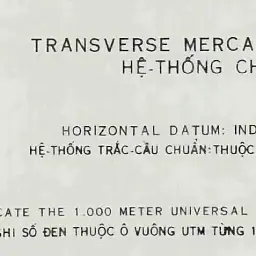 TRANSVERSE MERCA
HỆ-THỐNG CH
HORIZONTAL DATUM: IND
HỆ-THỐNG TRẮC-CẦU CHUẨN: THUỘC
CATE THE 1.000 METER UNIVERSAL
GHI SỐ ĐEN THUỘC Ô VUÔNG UTM TỪNG 1